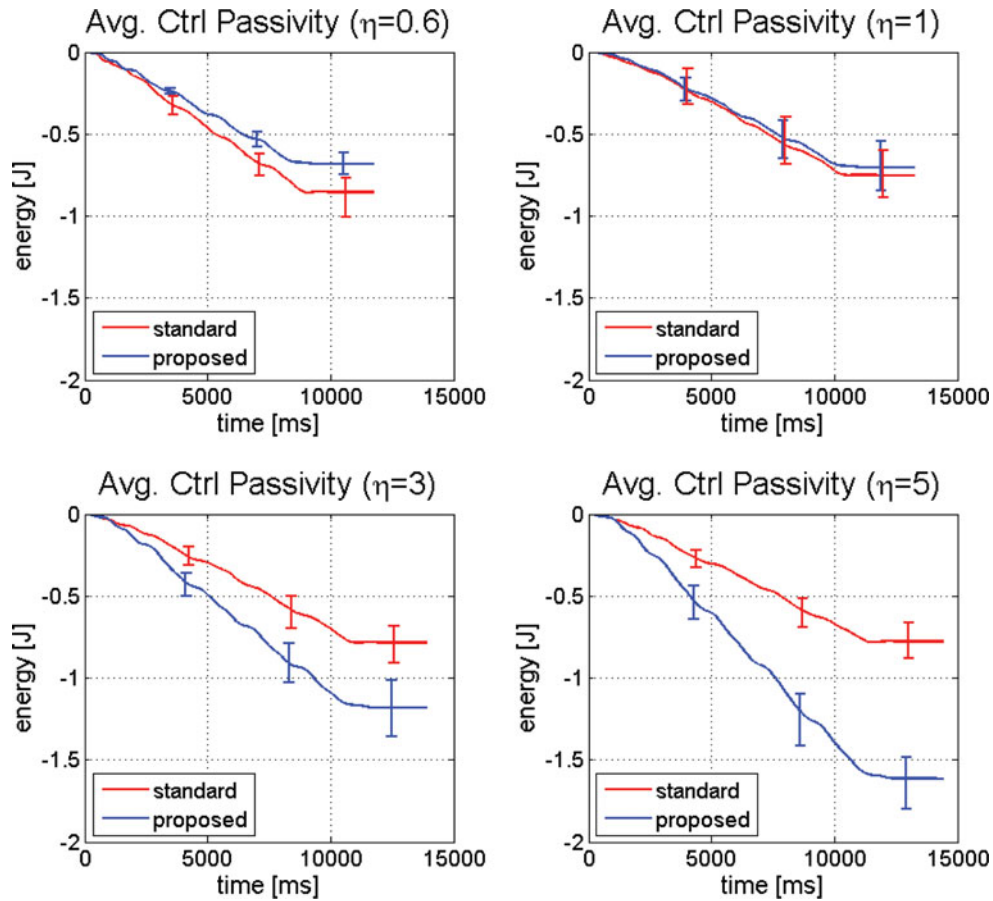 Avg. Ctrl Passivity (η=0.6)
0
-0.5
-1
-1.5
-2
energy [J]
standard
proposed
0 5000 10000 15000
time [ms]
Avg. Ctrl Passivity (η=1)
0
-0.5
-1
-1.5
-2
energy [J]
standard
proposed
0 5000 10000 15000
time [ms]
Avg. Ctrl Passivity (η=3)
0
-0.5
-1
-1.5
-2
energy [J]
standard
proposed
0 5000 10000 15000
time [ms]
Avg. Ctrl Passivity (η=5)
0
-0.5
-1
-1.5
-2
energy [J]
standard
proposed
0 5000 10000 15000
time [ms]